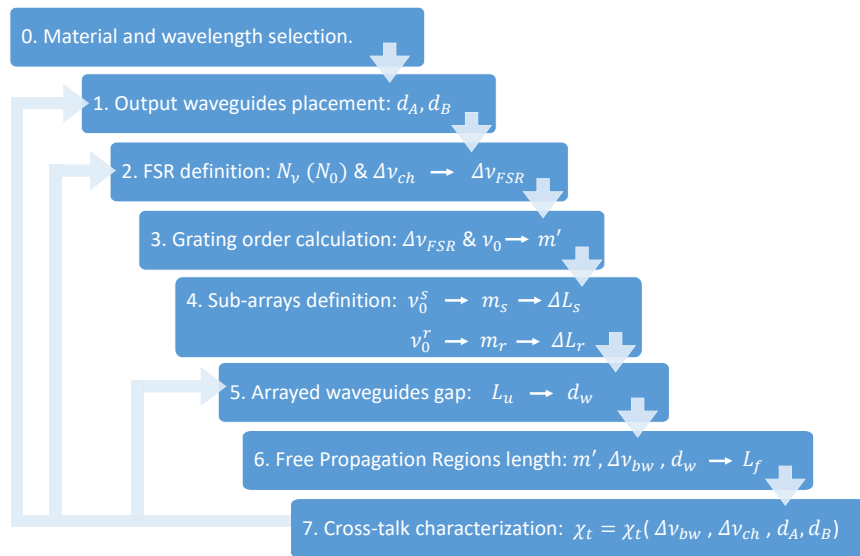 0. Material and wavelength selection.
1. Output waveguides placement: d_A, d_B
2. FSR definition: N_ν (N_0) & Δν_ch → Δν_FSR
3. Grating order calculation: Δν_FSR & ν_0 → m′
4. Sub-arrays definition: ν_0^s → m_s → ΔL_s
ν_0^r → m_r → ΔL_r
5. Arrayed waveguides gap: L_u → d_w
6. Free Propagation Regions length: m′, Δν_bw , d_w → L_f
7. Cross-talk characterization: χ_t = χ_t( Δν_bw , Δν_ch , d_A, d_B)